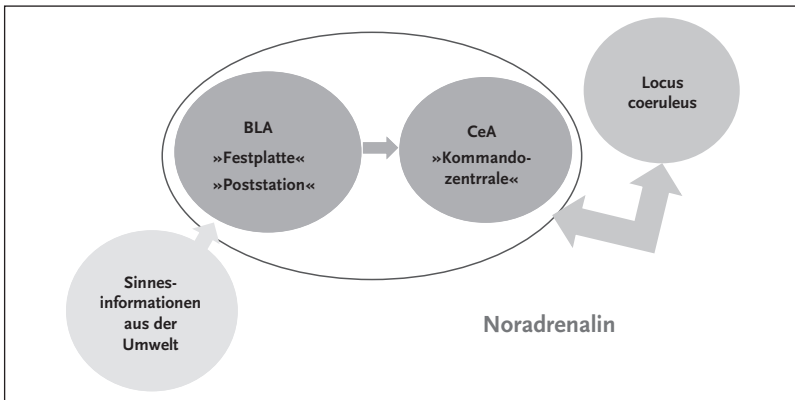 BLA
»Festplatte«
»Poststation«
CeA
»Kommando-
zentrrale«
Locus
coeruleus
Sinnes-
informationen
aus der
Umwelt
Noradrenalin